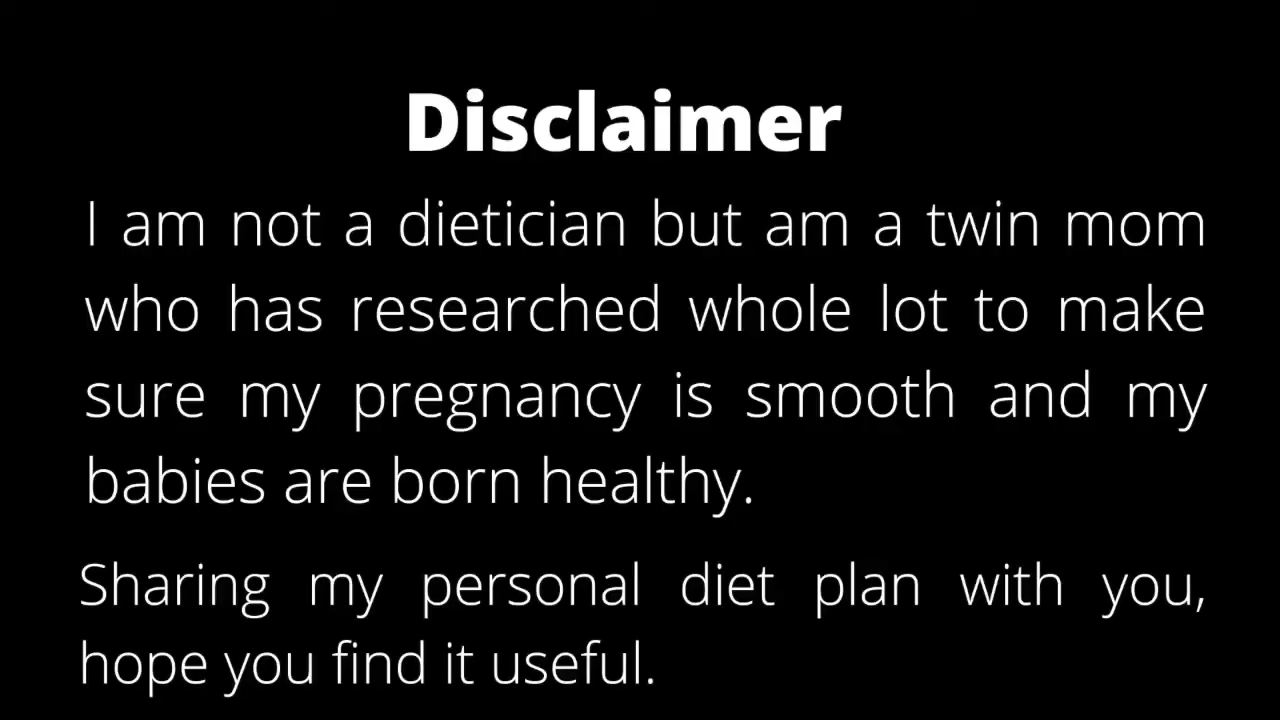 Disclaimer
I am not a dietician but am a twin mom
who has researched whole lot to make
sure my pregnancy is smooth and my
babies are born healthy.
Sharing my personal diet plan with you,
hope you find it useful.